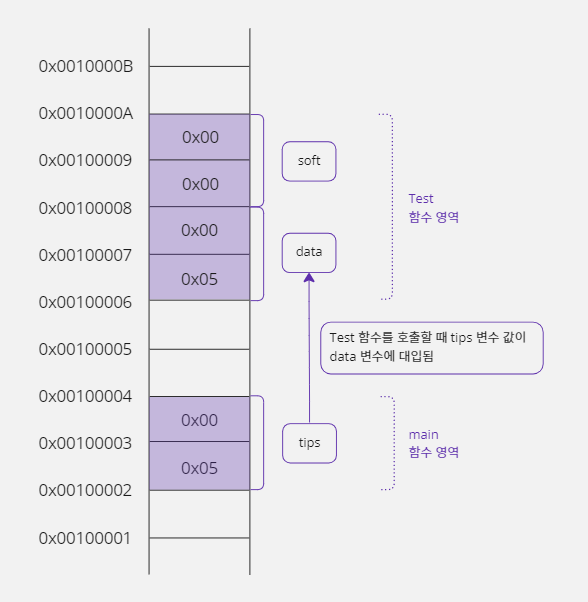 0x0010000B
0x0010000A
0x00
0x00100009
soft
0x00
Test
함수 영역
0x00100008
0x00
data
0x00100007
0x05
0x00100006
Test 함수를 호출할 때 tips 변수 값이
data 변수에 대입됨
0x00100005
0x00100004
0x00
main
함수 영역
0x00100003
tips
0x05
0x00100002
0x00100001